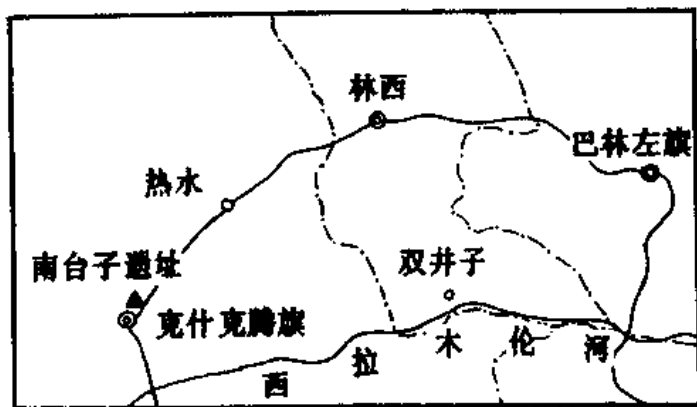 林西
巴林左旗
热水
南台子遗址
双井子
克什克腾旗
西拉木伦河